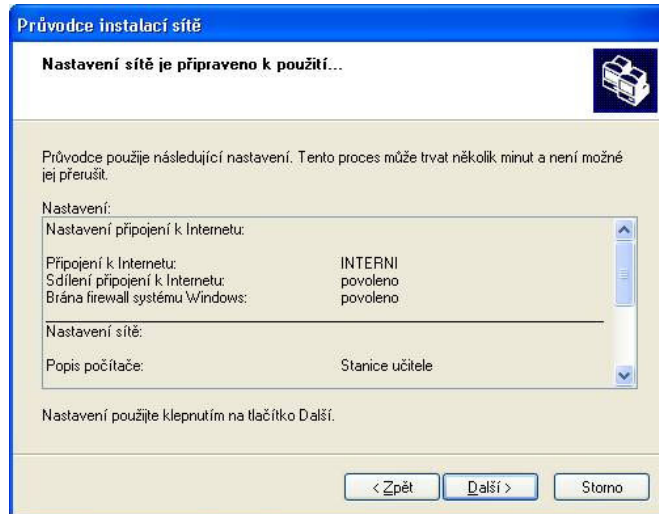 Průvodce instalací sítě
Nastavení sítě je připraveno k použití...
Průvodce použije následující nastavení. Tento proces může trvat několik minut a není možné
jej přerušit.
Nastavení:
Nastavení připojení k Internetu:
Připojení k Internetu: INTERNI
Sdílení připojení k Internetu: povoleno
Brána firewall systému Windows: povoleno
Nastavení sítě:
Popis počítače: Stanice učitele
Nastavení použijte klepnutím na tlačítko Další.
< Zpět Další > Storno